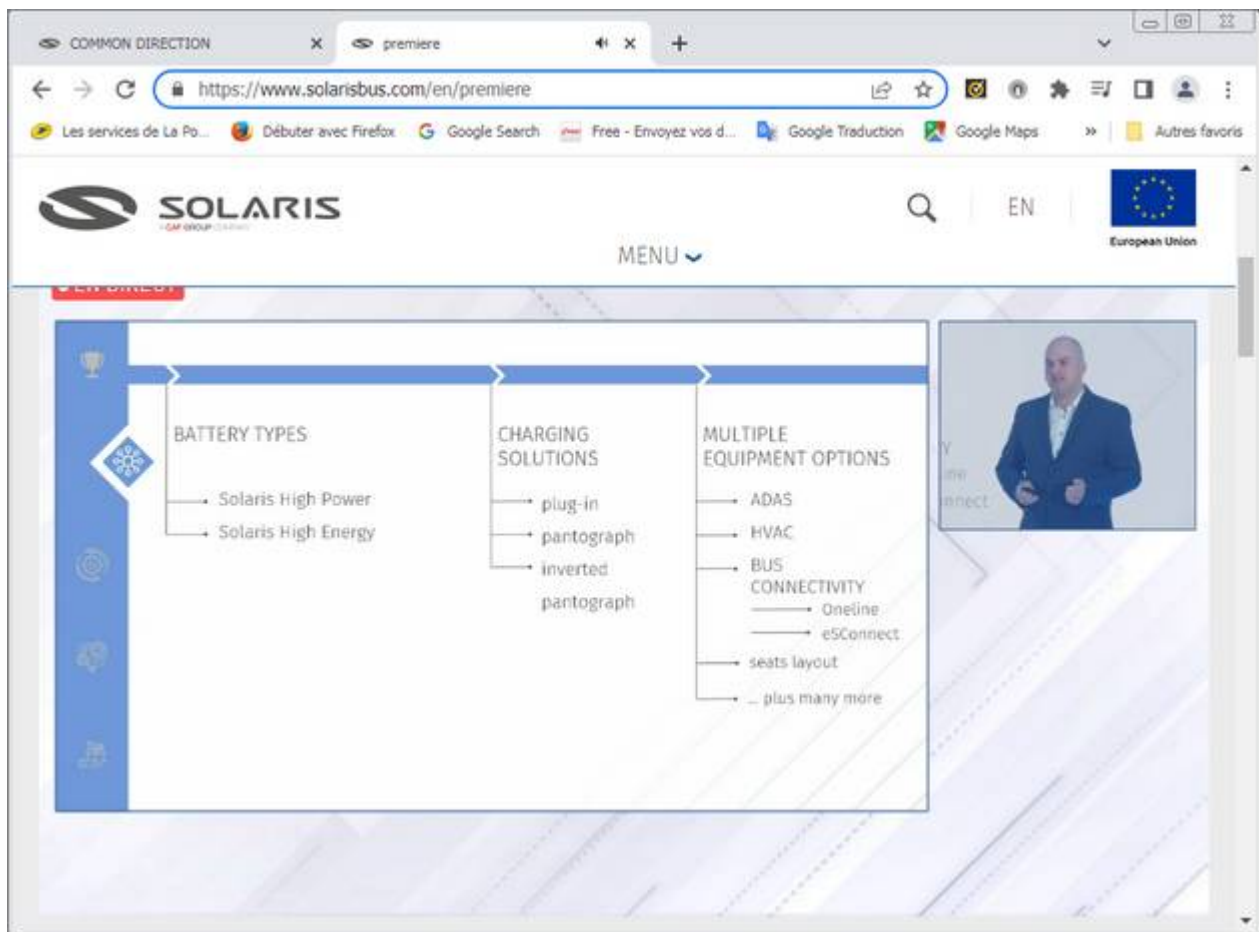 COMMON DIRECTION
premiere
https://www.solarisbus.com/en/premiere
Les services de La Po...
Débuter avec Firefox
Google Search
Free - Envoyez vos d...
Google Traduction
Google Maps
»
Autres favoris
SOLARIS
EN
European Union
MENU
EN DIRECT
BATTERY TYPES
Solaris High Power
Solaris High Energy
CHARGING
SOLUTIONS
plug-in
pantograph
inverted
pantograph
MULTIPLE
EQUIPMENT OPTIONS
ADAS
HVAC
BUS
CONNECTIVITY
Oneline
eSConnect
seats layout
... plus many more